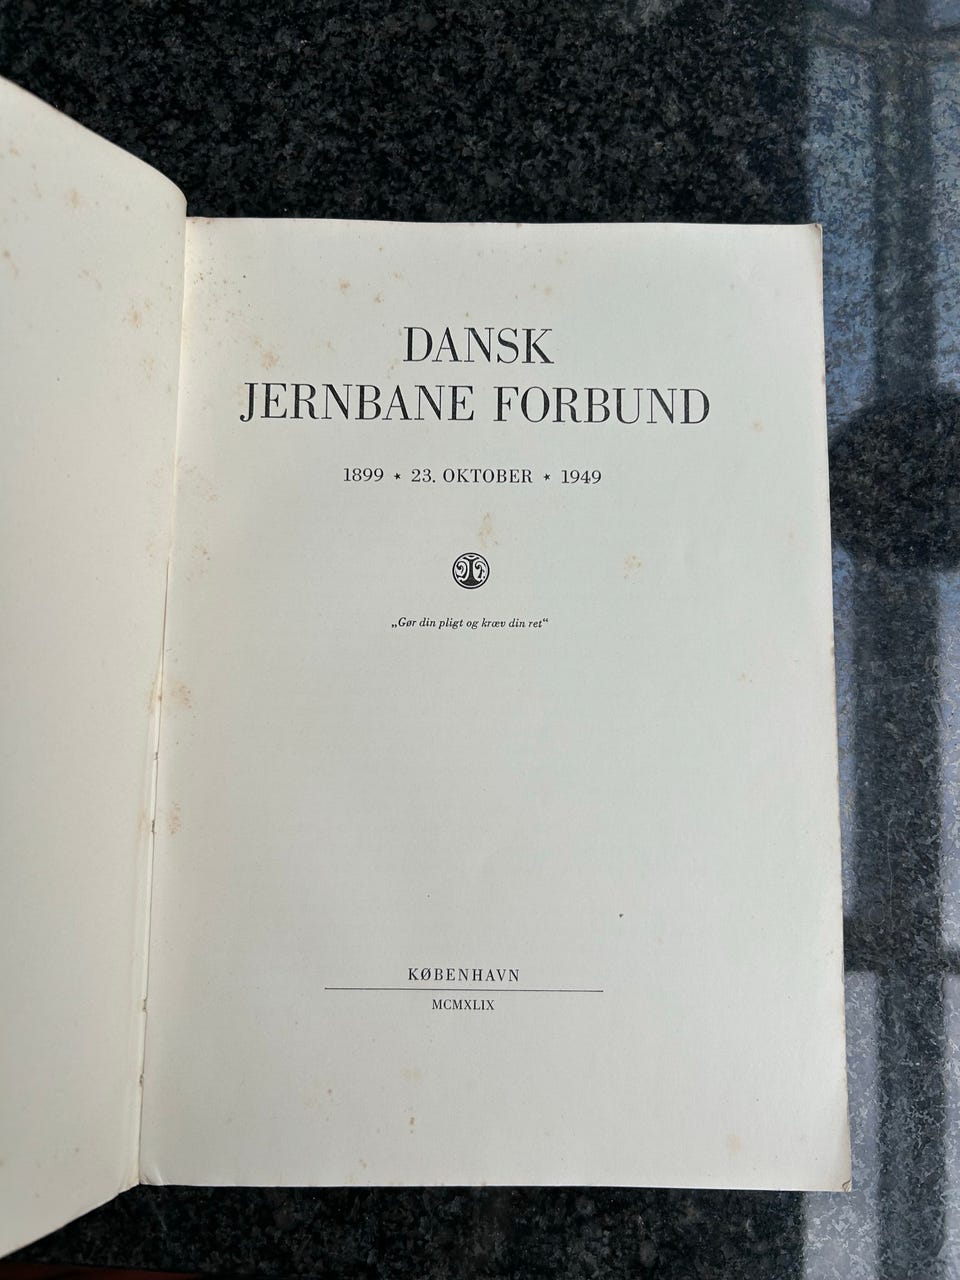 DANSK
JERNBANE FORBUND
1899 ★ 23. OKTOBER ★ 1949
„Gør din pligt og kræv din ret“
KØBENHAVN
MCMXLIX